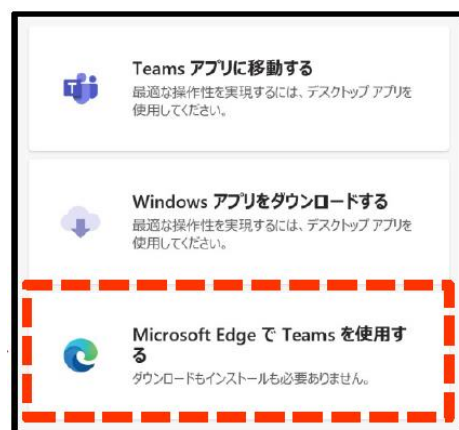 Teams アプリに移動する
最適な操作性を実現するには、デスクトップ アプリを
使用してください。
Windows アプリをダウンロードする
最適な操作性を実現するには、デスクトップ アプリを
使用してください。
Microsoft Edge で Teams を使用す
る
ダウンロードもインストールも必要ありません。